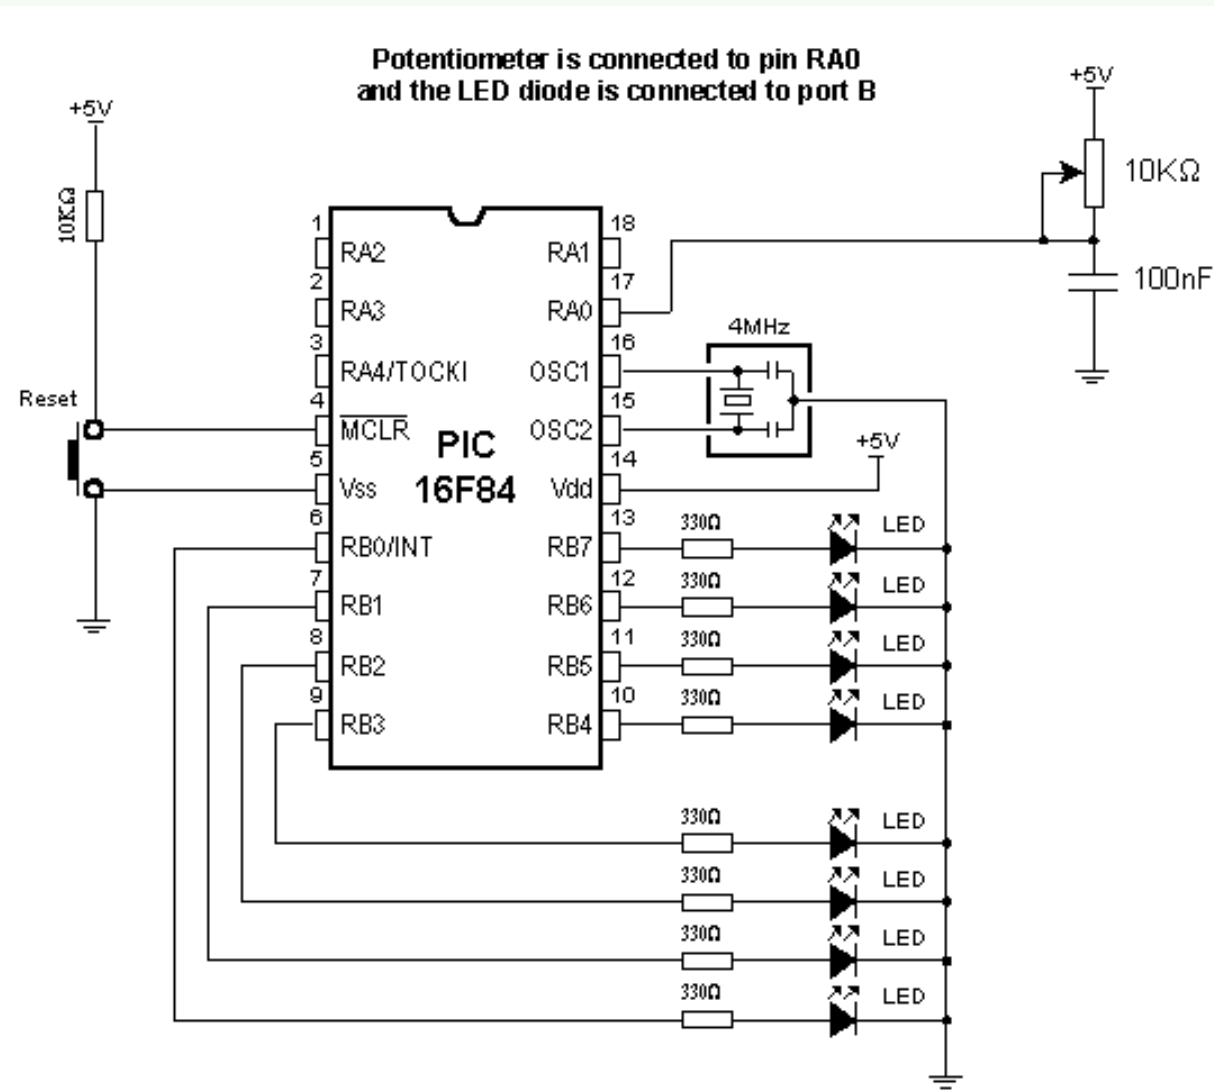 Potentiometer is connected to pin RA0
and the LED diode is connected to port B
+5V
+5V
10KΩ
10KΩ
1
18
RA2
RA1
2
17
100nF
RA3
RA0
3
16
4MHz
RA4/TOCKI
OSC1
Reset
4
15
MCLR
OSC2
PIC
16F84
+5V
5
14
Vss
Vdd
6
13
330Ω
LED
RB0/INT
RB7
7
12
330Ω
LED
RB1
RB6
8
11
330Ω
LED
RB2
RB5
9
10
330Ω
LED
RB3
RB4
330Ω
LED
330Ω
LED
330Ω
LED
330Ω
LED